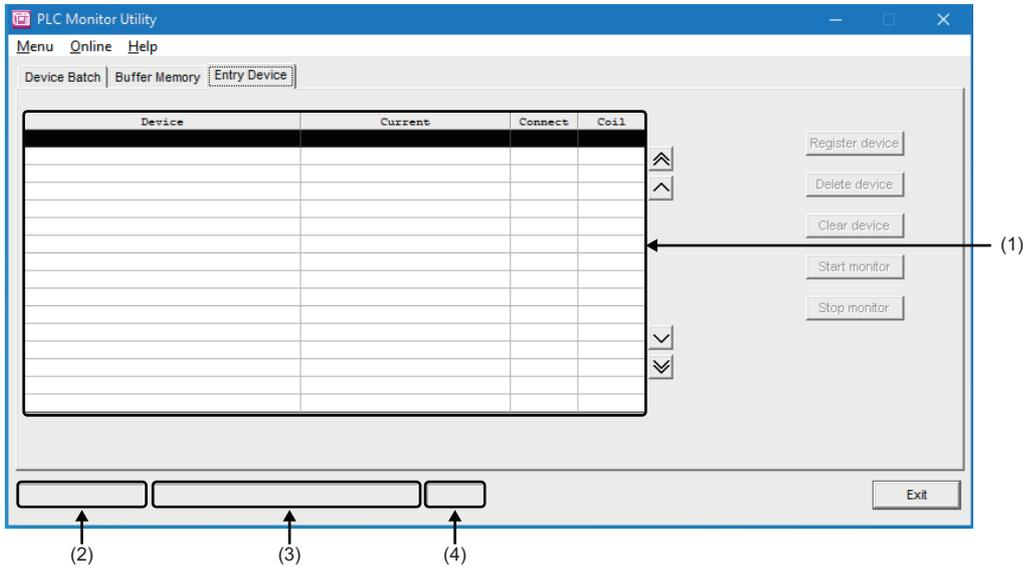 PLC Monitor Utility
Menu Online Help
Device Batch Buffer Memory Entry Device
Device Current Connect Coil
Register device
Delete device
Clear device
(1)
Start monitor
Stop monitor
Exit
(2) (3) (4)